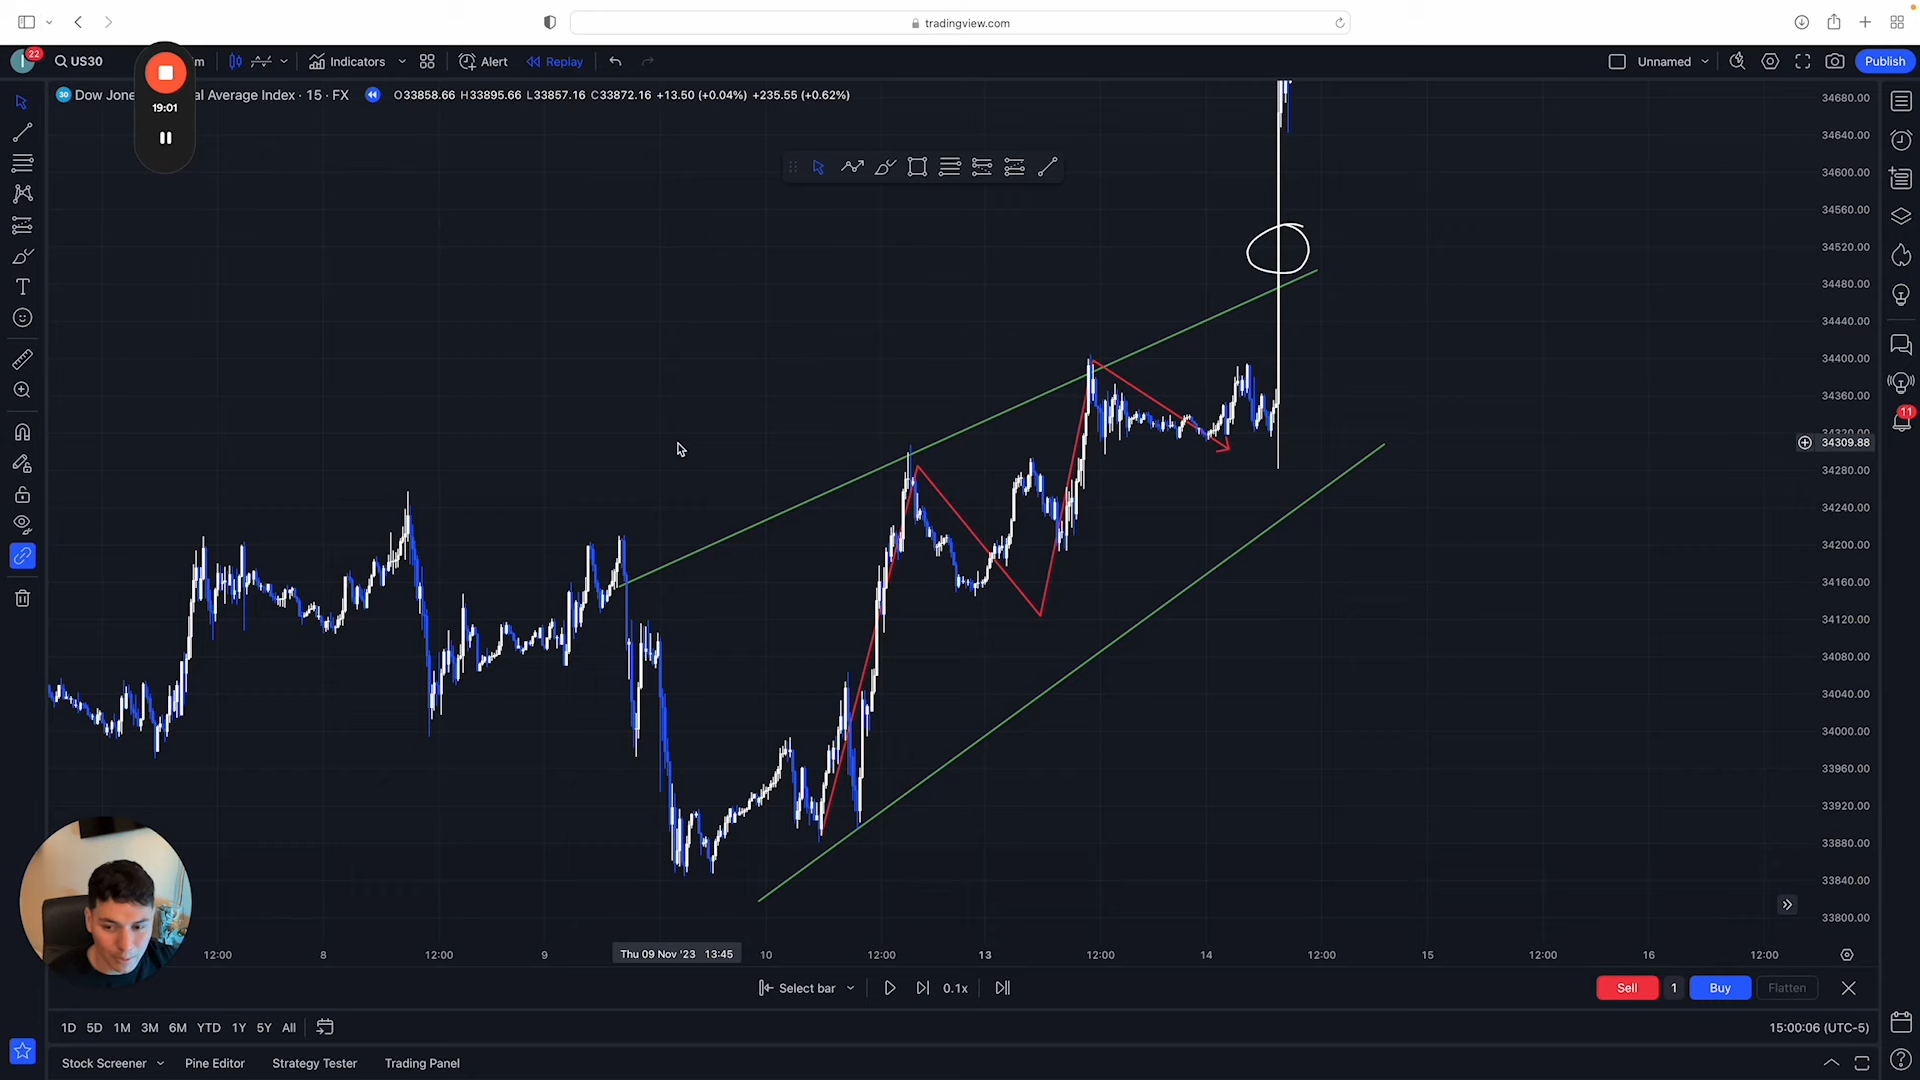 tradingview.com
22
US30
m
Indicators
Alert
Replay
Unnamed
Publish
19:01
30
Dow Jone
al Average Index · 15 · FX
O33858.66 H33895.66 L33857.16 C33872.16 +13.50 (+0.04%) +235.55 (+0.62%)
34680.00
34640.00
34600.00
34560.00
34520.00
34480.00
34440.00
34400.00
34360.00
34320.00
34309.88
34280.00
34240.00
34200.00
34160.00
34120.00
34080.00
34040.00
34000.00
33960.00
33920.00
33880.00
33840.00
33800.00
11
12:00
8
12:00
9
Thu 09 Nov '23 13:45
10
12:00
13
12:00
14
12:00
15
12:00
16
12:00
Select bar
0.1x
Sell
1
Buy
Flatten
1D
5D
1M
3M
6M
YTD
1Y
5Y
All
15:00:06 (UTC-5)
Stock Screener
Pine Editor
Strategy Tester
Trading Panel